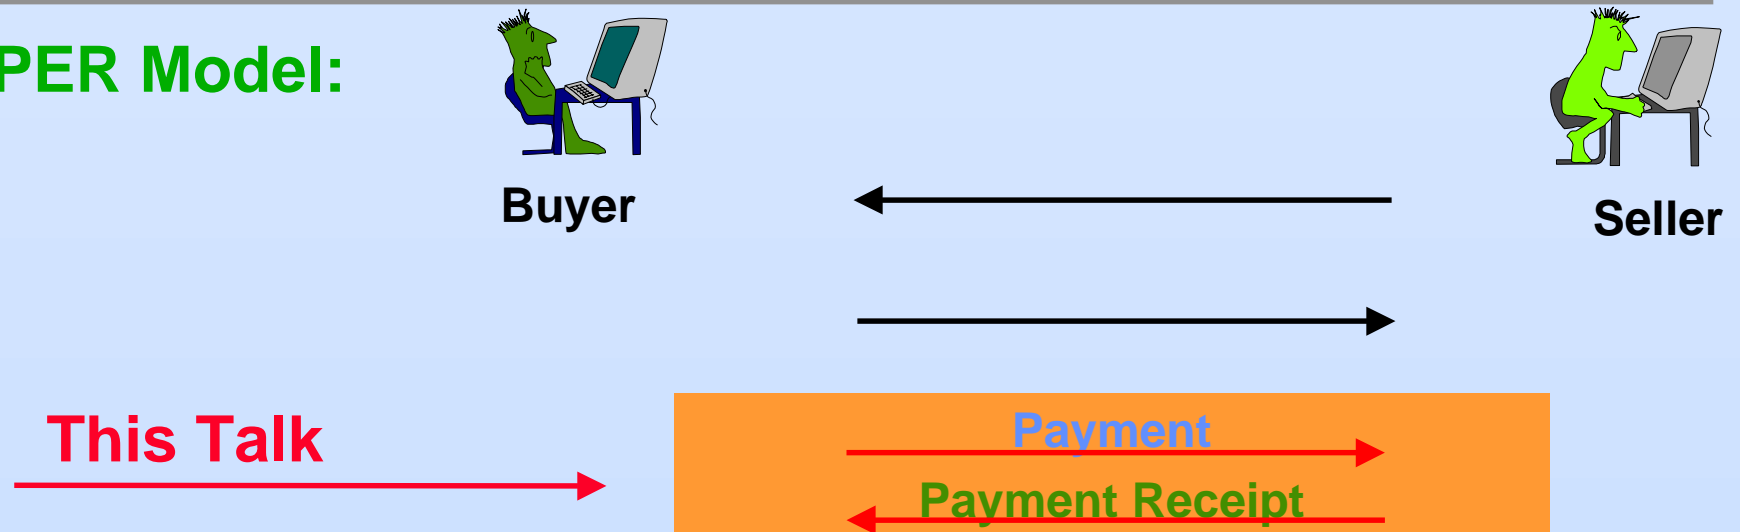 PER Model:
Buyer
Seller
This Talk
Payment
Payment Receipt